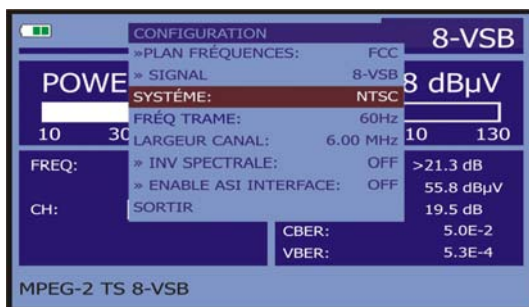 CONFIGURATION
8-VSB
»PLAN FRÉQUENCES: FCC
POWE
» SIGNAL 8-VSB
8 dBµV
SYSTÉME: NTSC
FRÉQ TRAME: 60Hz
10 30
LARGEUR CANAL: 6.00 MHz
10 130
FREQ:
» INV SPECTRALE: OFF
>21.3 dB
» ENABLE ASI INTERFACE: OFF
55.8 dBµV
CH:
SORTIR
19.5 dB
CBER: 5.0E-2
VBER: 5.3E-4
MPEG-2 TS 8-VSB